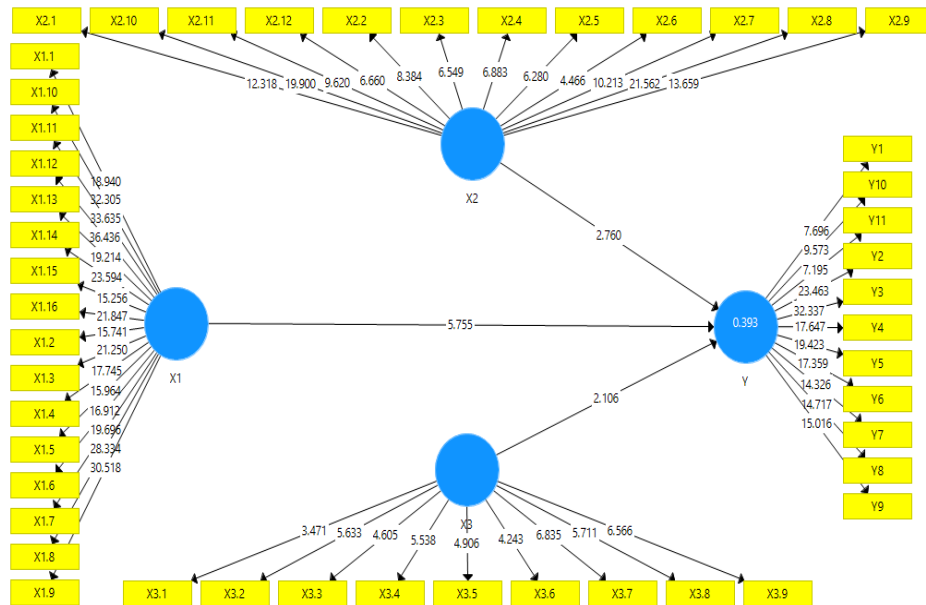 X2.1 X2.10 X2.11 X2.12 X2.2 X2.3 X2.4 X2.5 X2.6 X2.7 X2.8 X2.9
12.318 19.900 9.620 6.660 8.384 6.549 6.883 6.280 4.466 10.213 21.562 13.659
X2
X1.1
X1.10
X1.11
X1.12
X1.13
X1.14
X1.15
X1.16
X1.2
X1.3
X1.4
X1.5
X1.6
X1.7
X1.8
X1.9
18.940
32.305
33.635
36.436
19.214
23.594
15.256
21.847
15.741
21.250
17.745
15.964
16.912
19.696
28.334
30.518
X1
2.760
5.755
2.106
0.393
Y
7.696
9.573
7.195
23.463
32.337
17.647
19.423
17.359
14.326
14.717
15.016
Y1
Y10
Y11
Y2
Y3
Y4
Y5
Y6
Y7
Y8
Y9
X3
3.471 5.633 4.605 5.538 4.906 4.243 6.835 5.711 6.566
X3.1 X3.2 X3.3 X3.4 X3.5 X3.6 X3.7 X3.8 X3.9